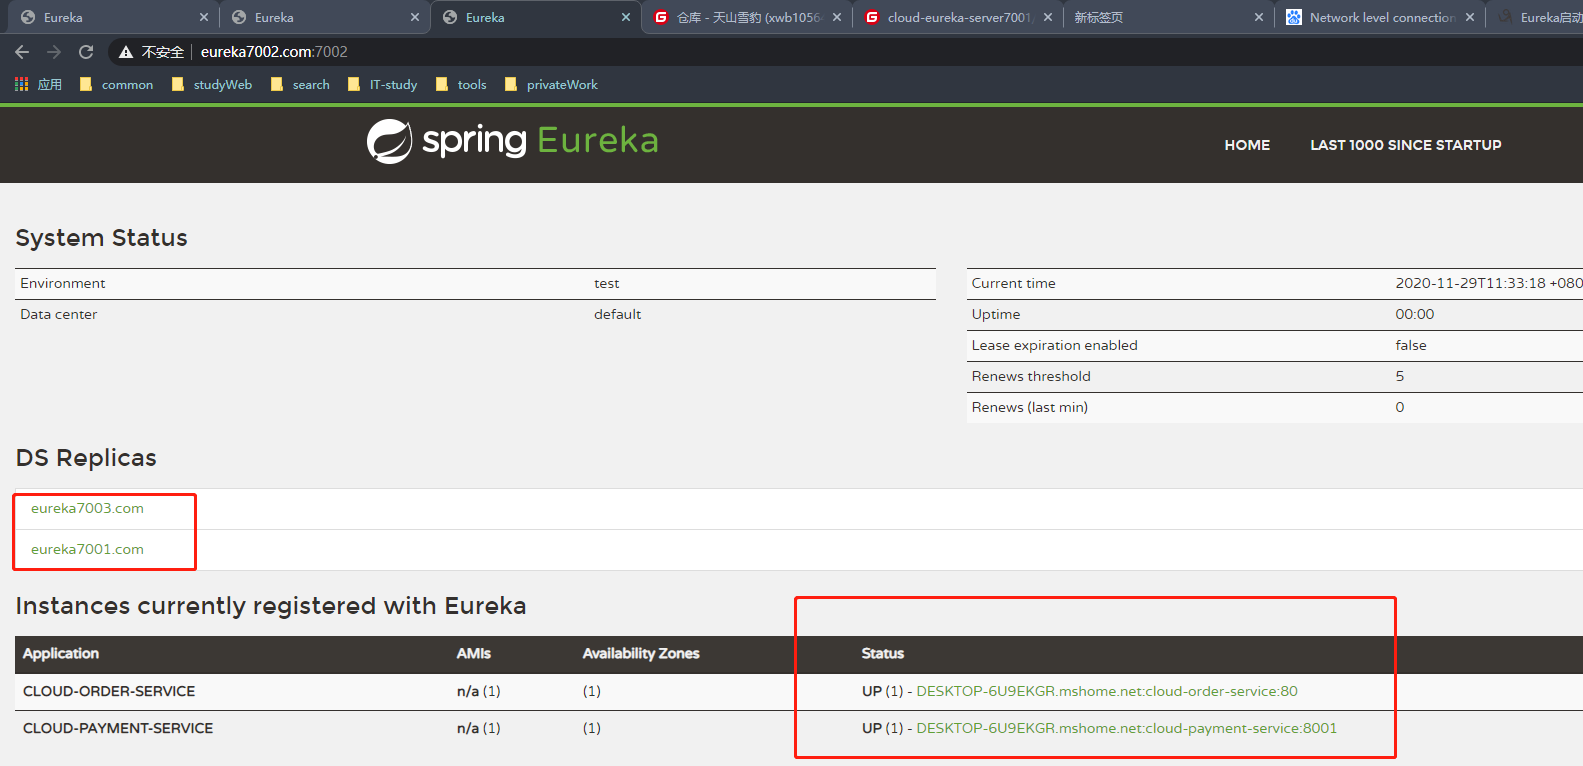 Eureka
Eureka
Eureka
仓库 - 天山雪豹 (xwb1056
cloud-eureka-server7001
新标签页
Network level connection
Eureka启动
不安全 eureka7002.com:7002
应用 common studyWeb search IT-study tools privateWork
spring Eureka
HOME LAST 1000 SINCE STARTUP
System Status
Environment test
Data center default
Current time 2020-11-29T11:33:18 +080
Uptime 00:00
Lease expiration enabled false
Renews threshold 5
Renews (last min) 0
DS Replicas
eureka7003.com
eureka7001.com
Instances currently registered with Eureka
Application AMIs Availability Zones Status
CLOUD-ORDER-SERVICE n/a (1) (1) UP (1) - DESKTOP-6U9EKGR.mshome.net:cloud-order-service:80
CLOUD-PAYMENT-SERVICE n/a (1) (1) UP (1) - DESKTOP-6U9EKGR.mshome.net:cloud-payment-service:8001